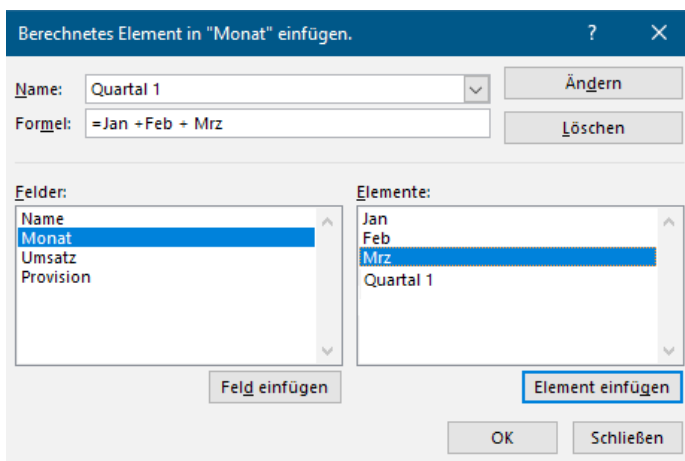 Berechnetes Element in "Monat" einfügen. ?
Name: Quartal 1 Ändern
Formel: =Jan +Feb + Mrz Löschen
Felder: Elemente:
Name Jan
Monat Feb
Umsatz Mrz
Provision Quartal 1
Feld einfügen Element einfügen
OK Schließen